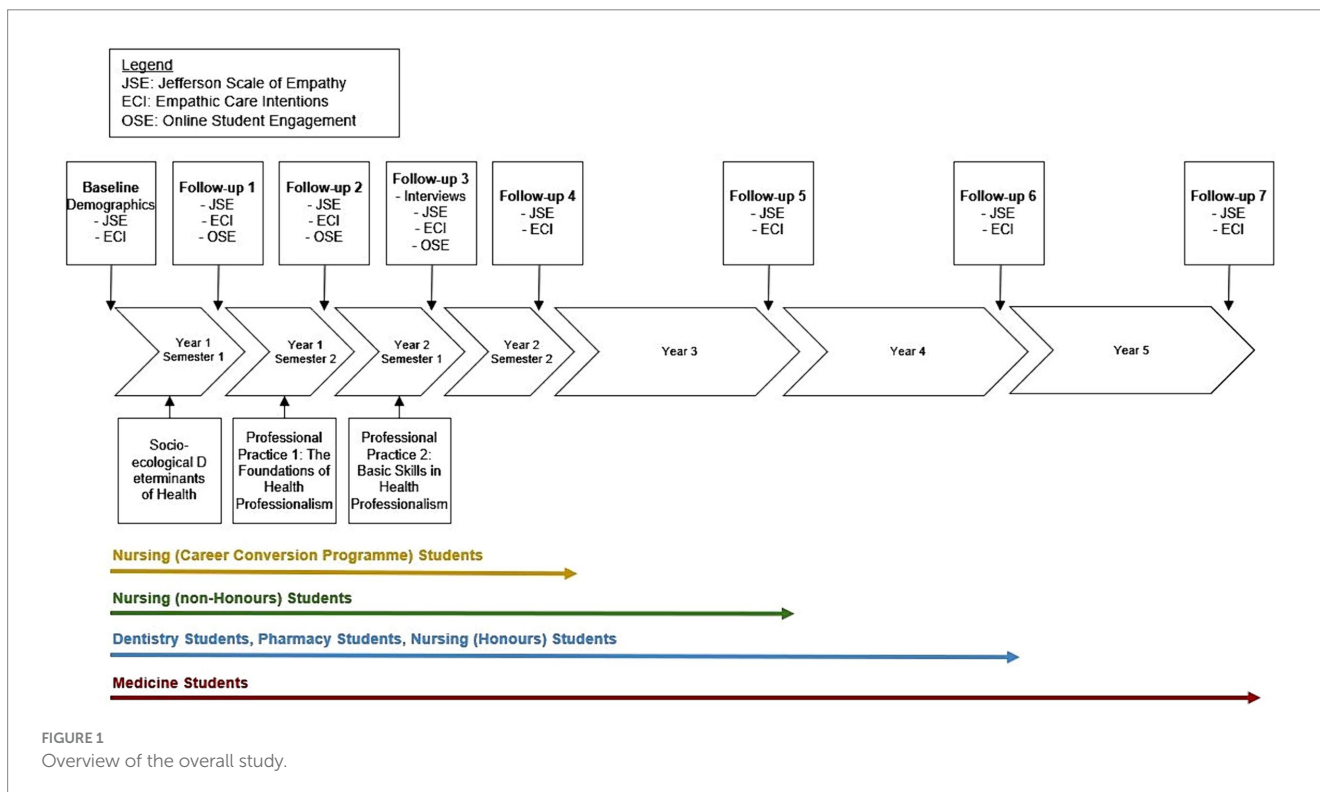 Legend
JSE: Jefferson Scale of Empathy
ECI: Empathic Care Intentions
OSE: Online Student Engagement
Baseline
Demographics
- JSE
- ECI
Follow-up 1
- JSE
- ECI
- OSE
Follow-up 2
- JSE
- ECI
- OSE
Follow-up 3
- Interviews
- JSE
- ECI
- OSE
Follow-up 4
- JSE
- ECI
Follow-up 5
- JSE
- ECI
Follow-up 6
- JSE
- ECI
Follow-up 7
- JSE
- ECI
Year 1
Semester 1
Year 1
Semester 2
Year 2
Semester 1
Year 2
Semester 2
Year 3
Year 4
Year 5
Socio-
ecological D
eterminants
of Health
Professional
Practice 1: The
Foundations of
Health
Professionalism
Professional
Practice 2:
Basic Skills in
Health
Professionalism
Nursing (Career Conversion Programme) Students
Nursing (non-Honours) Students
Dentistry Students, Pharmacy Students, Nursing (Honours) Students
Medicine Students
FIGURE 1
Overview of the overall study.